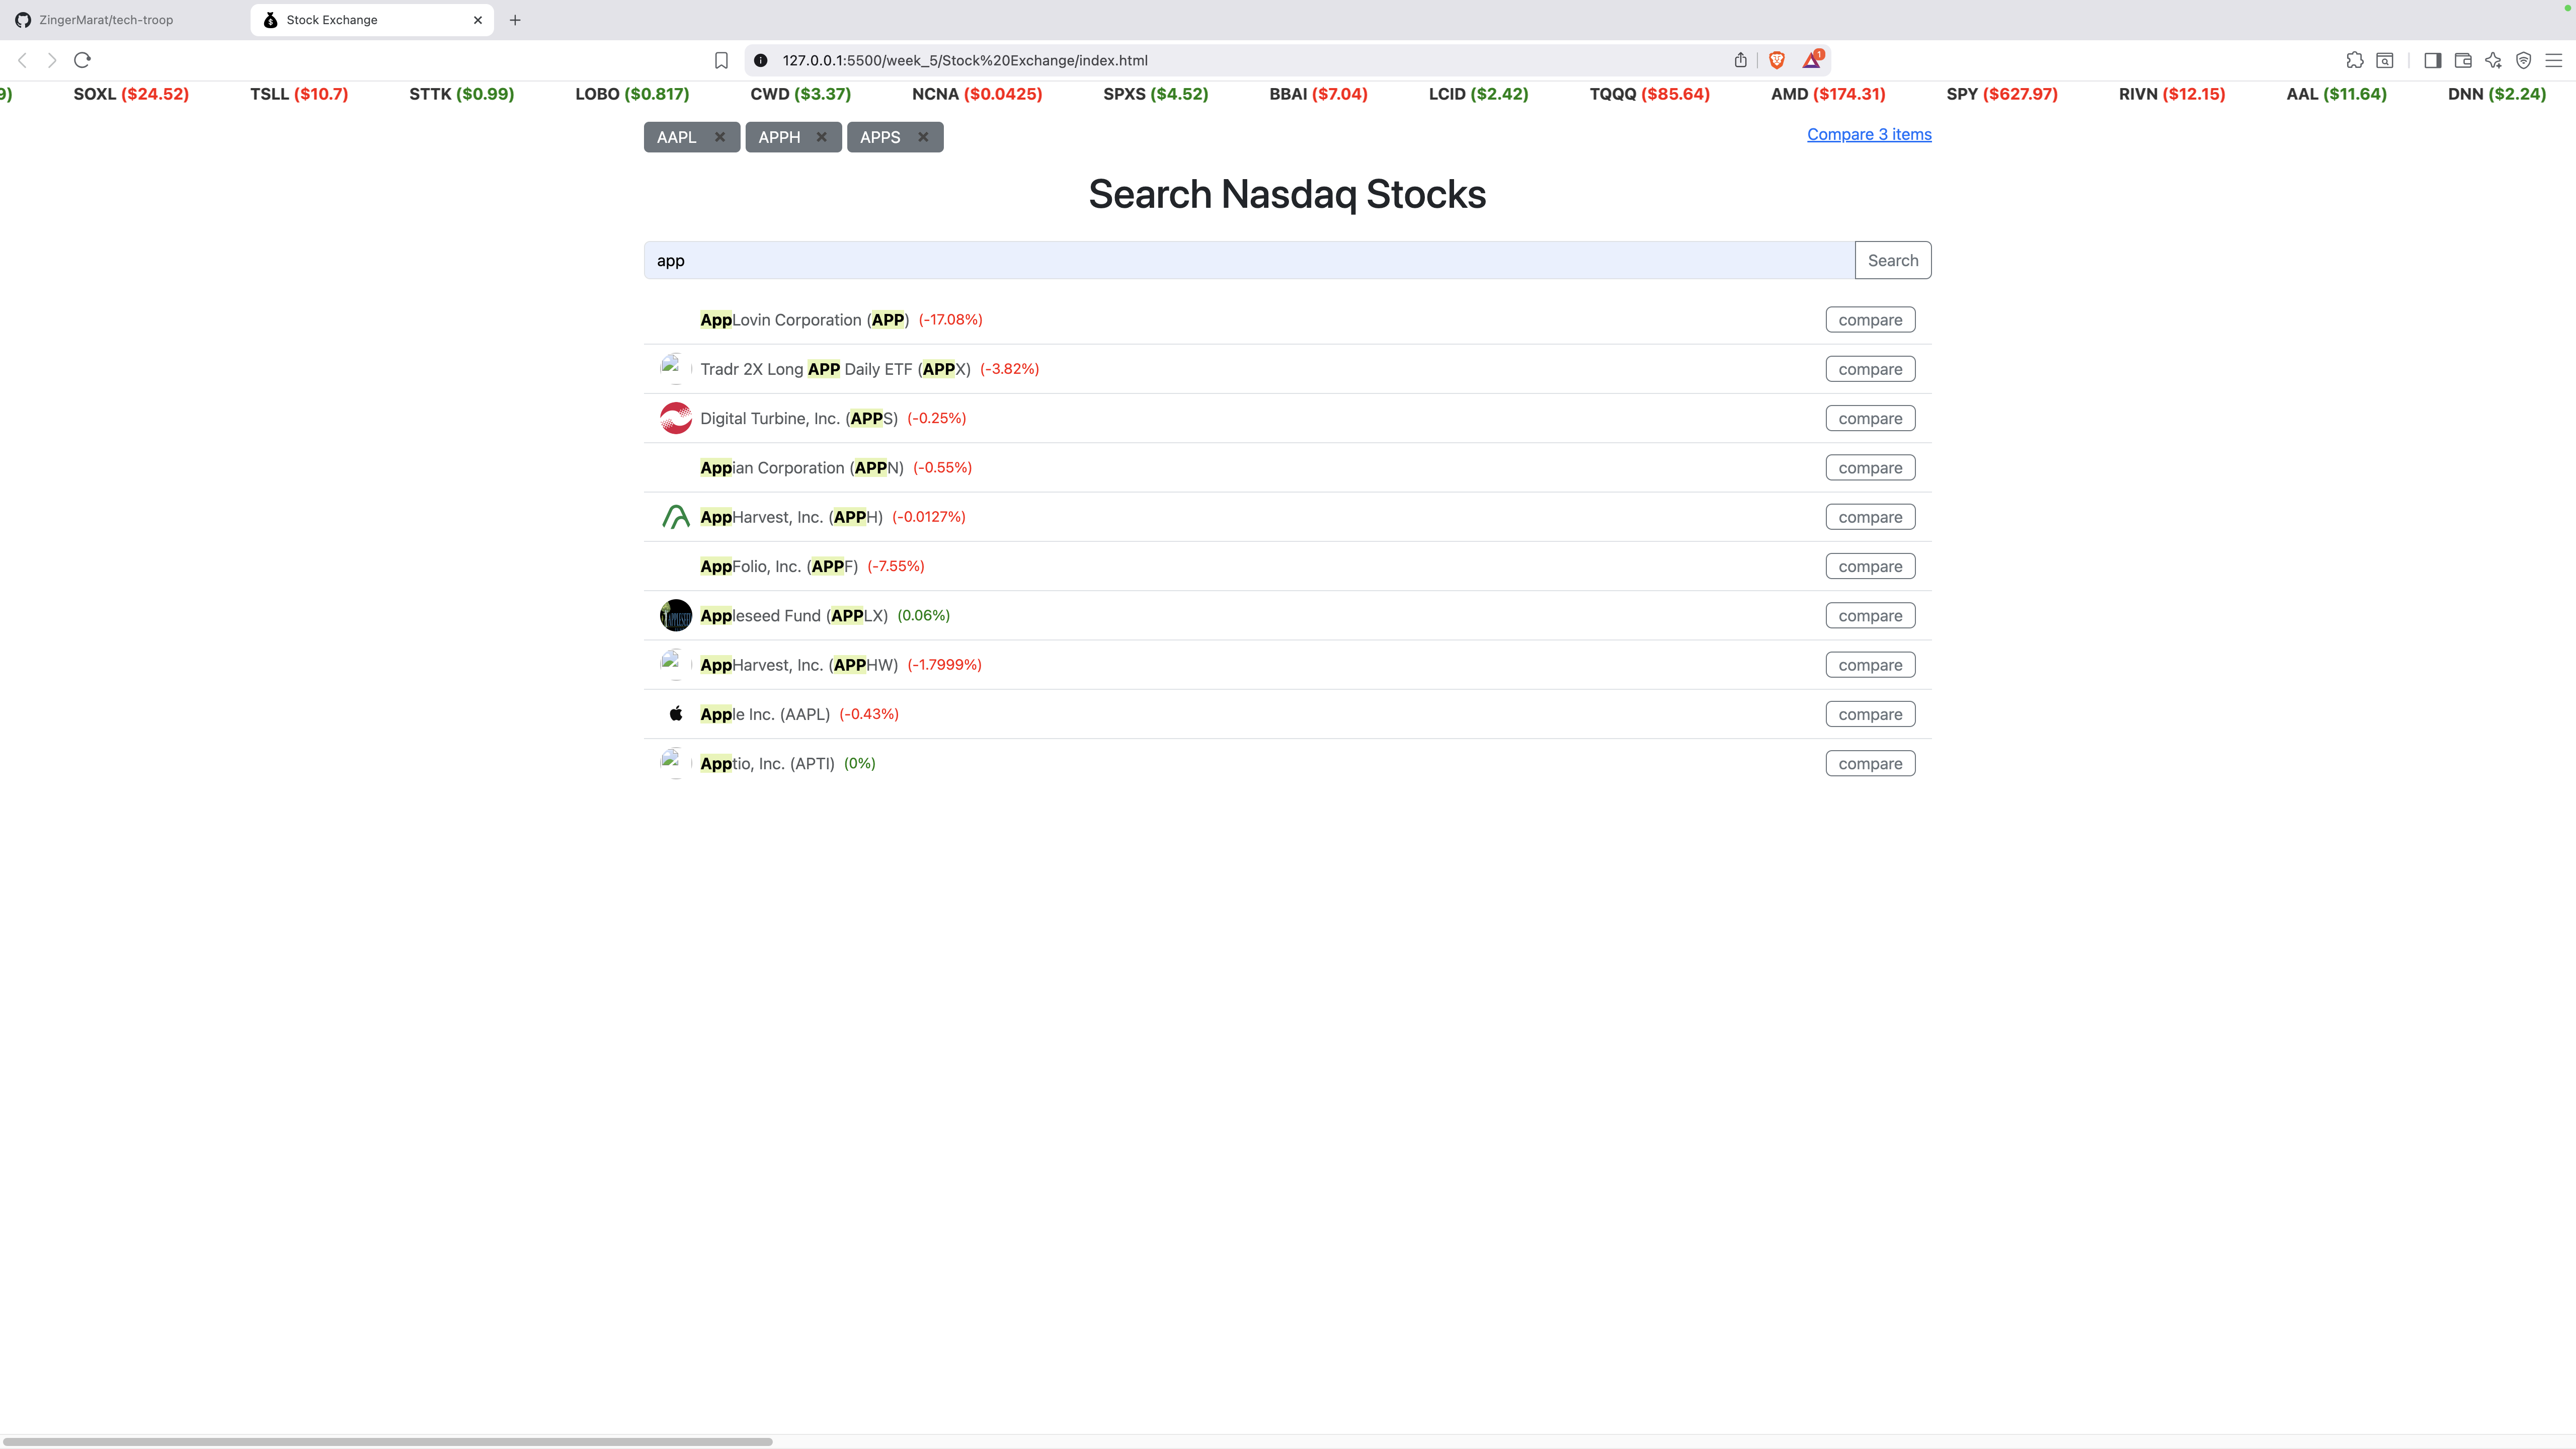 ZingerMarat/tech-troop Stock Exchange
127.0.0.1:5500/week_5/Stock%20Exchange/index.html 1
9) SOXL ($24.52) TSLL ($10.7) STTK ($0.99) LOBO ($0.817) CWD ($3.37) NCNA ($0.0425) SPXS ($4.52) BBAI ($7.04) LCID ($2.42) TQQQ ($85.64) AMD ($174.31) SPY ($627.97) RIVN ($12.15) AAL ($11.64) DNN ($2.24)
AAPL APPH APPS Compare 3 items
Search Nasdaq Stocks
app Search
AppLovin Corporation (APP) (-17.08%) compare
Tradr 2X Long APP Daily ETF (APPX) (-3.82%) compare
Digital Turbine, Inc. (APPS) (-0.25%) compare
Appian Corporation (APPN) (-0.55%) compare
AppHarvest, Inc. (APPH) (-0.0127%) compare
AppFolio, Inc. (APPF) (-7.55%) compare
Appleseed Fund (APPLX) (0.06%) compare
AppHarvest, Inc. (APPHW) (-1.7999%) compare
Apple Inc. (AAPL) (-0.43%) compare
Apptio, Inc. (APTI) (0%) compare